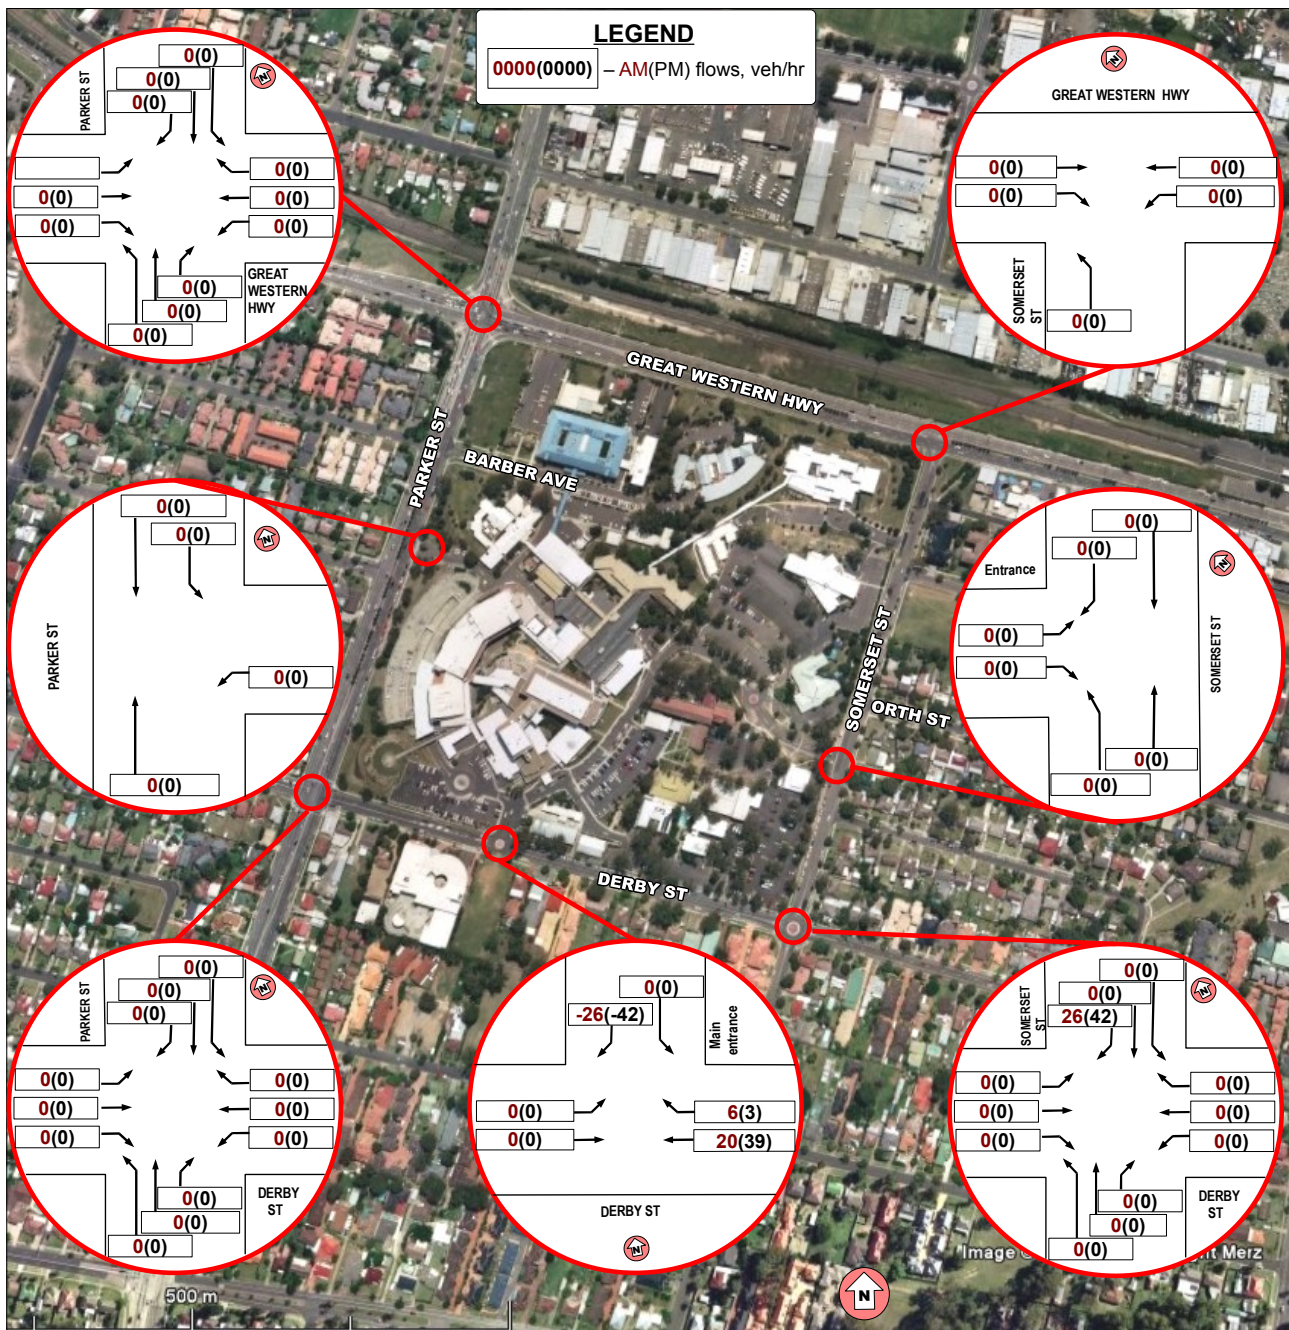 LEGEND
0000(0000) – AM(PM) flows, veh/hr
PARKER ST
0(0)
0(0)
0(0)
N
0(0)
0(0)
0(0)
0(0)
0(0)
0(0)
0(0)
0(0)
GREAT
WESTERN
HWY
N
GREAT WESTERN HWY
0(0)
0(0)
0(0)
0(0)
SOMERSET
ST
0(0)
GREAT WESTERN HWY
PARKER ST
BARBER AVE
SOMERSET ST
ORTH ST
DERBY ST
0(0)
0(0)
N
PARKER ST
0(0)
0(0)
0(0)
0(0)
Entrance
N
0(0)
0(0)
SOMERSET ST
0(0)
0(0)
PARKER ST
0(0)
0(0)
0(0)
N
0(0)
0(0)
0(0)
0(0)
0(0)
0(0)
0(0)
0(0)
0(0)
DERBY
ST
0(0)
-26(-42)
Main
entrance
0(0)
6(3)
0(0)
20(39)
DERBY ST
N
SOMERSET
ST
0(0)
0(0)
26(42)
N
0(0)
0(0)
0(0)
0(0)
0(0)
0(0)
0(0)
0(0)
0(0)
DERBY
ST
Image
Merz
500 m
N